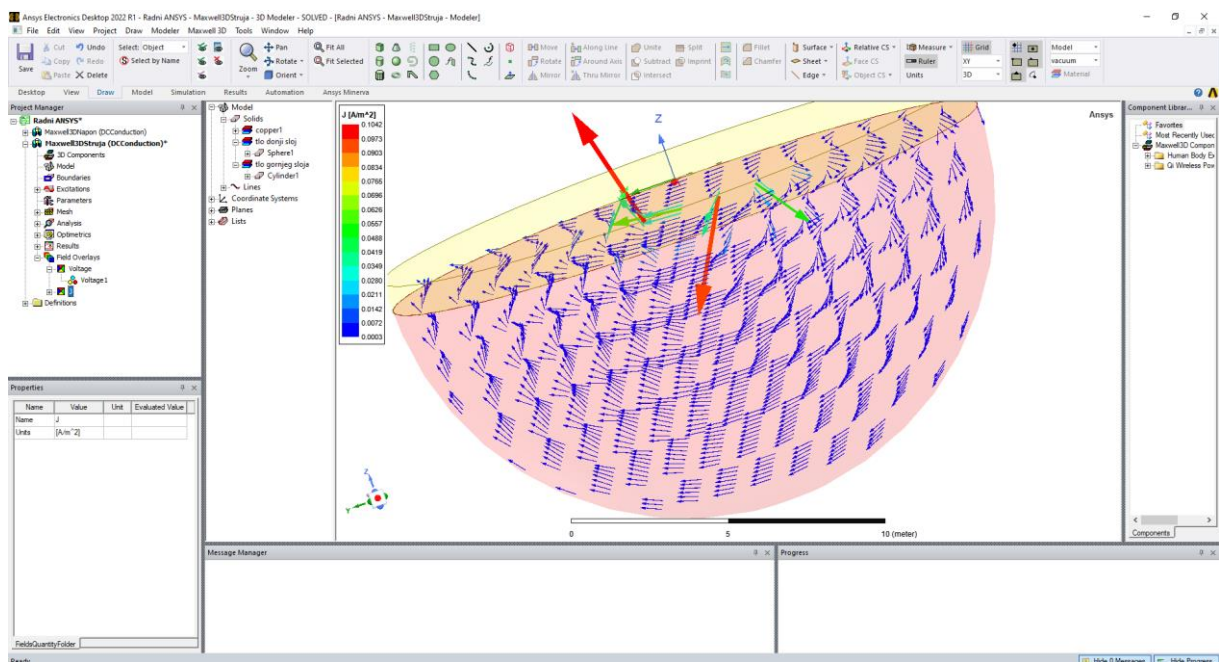 Ansys Electronics Desktop 2022 R1 - Radni ANSYS - Maxwell3DStruja - 3D Modeler - SOLVED - [Radni ANSYS - Maxwell3DStruja - Modeler]
File Edit View Project Draw Modeler Maxwell 3D Tools Window Help
Save
Cut Undo
Copy Redo
Paste Delete
Select: Object
Select by Name
Zoom
Pan
Rotate
Orient
Fit All
Fit Selected
Move Along Line Unite Split Fillet
Rotate Around Axis Subtract Imprint Chamfer
Mirror Thru Mirror Intersect
Surface Relative CS Measure Grid Model
Sheet Face CS Ruler XY vacuum
Edge Object CS Units 3D Material
Desktop View Draw Model Simulation Results Automation Ansys Minerva
Project Manager
Radni ANSYS*
Maxwell3DNapon (DCConduction)
Maxwell3DStruja (DCConduction)*
3D Components
Model
Boundaries
Excitations
Parameters
Mesh
Analysis
Optimetrics
Results
Field Overlays
Voltage
Voltage1
J
Definitions
Model
Solids
copper1
tlo donji sloj
Sphere1
tlo gornjeg sloja
Cylinder1
Lines
Coordinate Systems
Planes
Lists
J [A/m^2]
0.1042
0.0973
0.0903
0.0834
0.0765
0.0696
0.0626
0.0557
0.0488
0.0419
0.0349
0.0280
0.0211
0.0142
0.0072
0.0003
Z
Ansys
Z
Y
0 5 10 (meter)
Component Librar...
Favorites
Most Recently Used
Maxwell3D Compon
Human Body Ex
Qi Wireless Pow
Components
Properties
Name Value Unit Evaluated Value
Name J
Units [A/m^2]
FieldsQuantityFolder
Message Manager
Progress
Ready
Hide 0 Messages Hide Progress